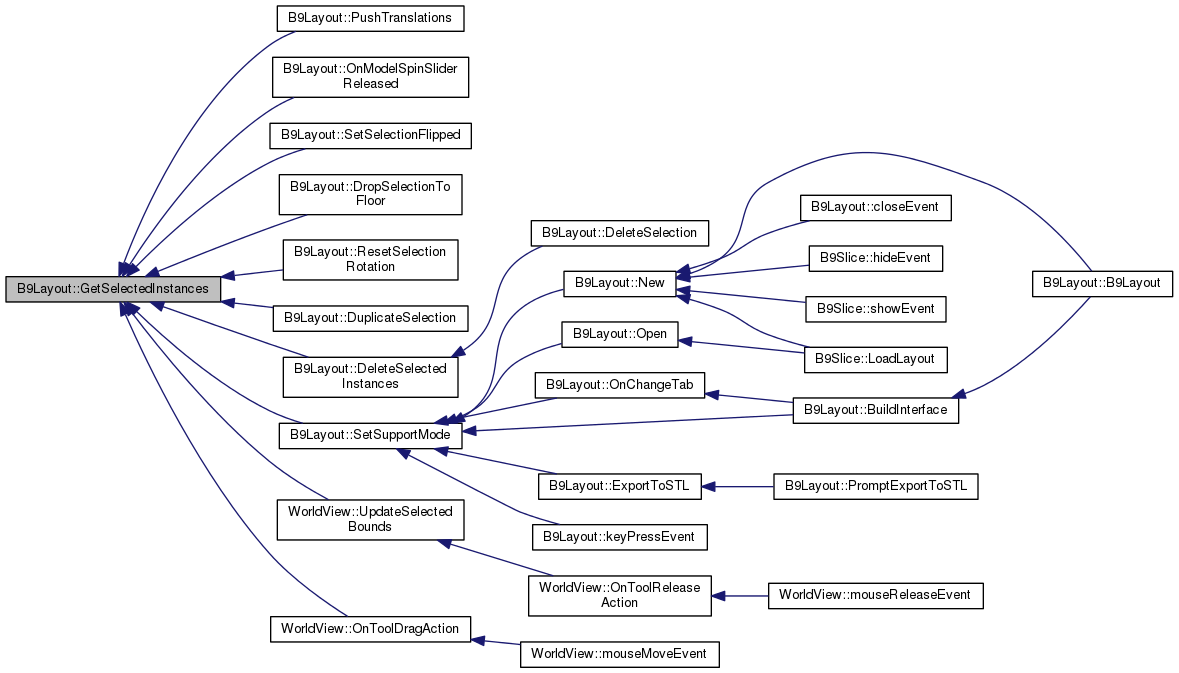 B9Layout::PushTranslations
B9Layout::OnModelSpinSlider
Released
B9Layout::SetSelectionFlipped
B9Layout::DropSelectionTo
Floor
B9Layout::ResetSelection
Rotation
B9Layout::GetSelectedInstances
B9Layout::DuplicateSelection
B9Layout::DeleteSelected
Instances
B9Layout::SetSupportMode
WorldView::UpdateSelected
Bounds
WorldView::OnToolDragAction
B9Layout::DeleteSelection
B9Layout::New
B9Layout::Open
B9Layout::OnChangeTab
B9Layout::ExportToSTL
B9Layout::keyPressEvent
WorldView::OnToolRelease
Action
WorldView::mouseMoveEvent
B9Layout::closeEvent
B9Slice::hideEvent
B9Slice::showEvent
B9Slice::LoadLayout
B9Layout::BuildInterface
B9Layout::PromptExportToSTL
WorldView::mouseReleaseEvent
B9Layout::B9Layout